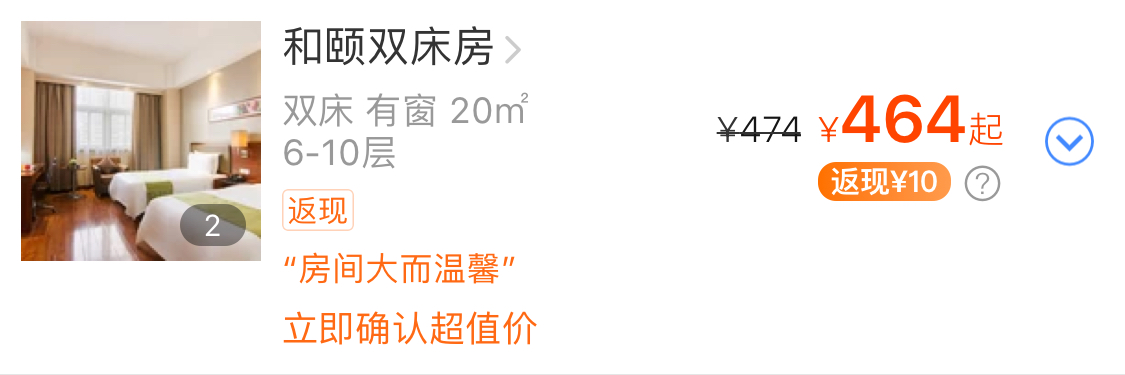 和颐双床房
双床 有窗 20㎡
6-10层
¥474 ¥464起
返现¥10 ?
返现
2
“房间大而温馨”
立即确认超值价